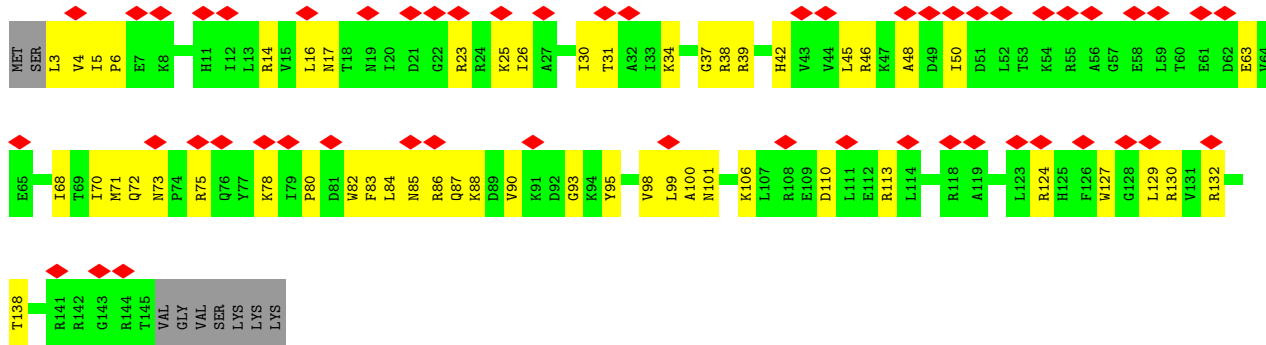 MET SER L3 V4 I5 P6 E7 K8 H11 I12 L13 R14 V15 L16 N17 T18 N19 I20 D21 G22 R23 R24 K25 I26 A27 I30 T31 A32 I33 K34 G37 R38 R39 H42 V43 V44 L45 R46 K47 A48 D49 I50 D51 L52 T53 K54 R55 A56 G57 E58 L59 T60 E61 D62 E63 V64
E65 I68 T69 I70 M71 Q72 N73 P74 R75 Q76 Y77 K78 I79 P80 D81 W82 F83 L84 N85 R86 Q87 K88 D89 V90 K91 D92 G93 K94 Y95 V98 L99 A100 N101 K106 L107 R108 E109 D110 L111 E112 R113 L114 R118 A119 L123 R124 H125 F126 W127 G128 L129 R130 V131 R132
T138 R141 R142 G143 R144 T145 VAL GLY VAL SER LYS LYS LYS